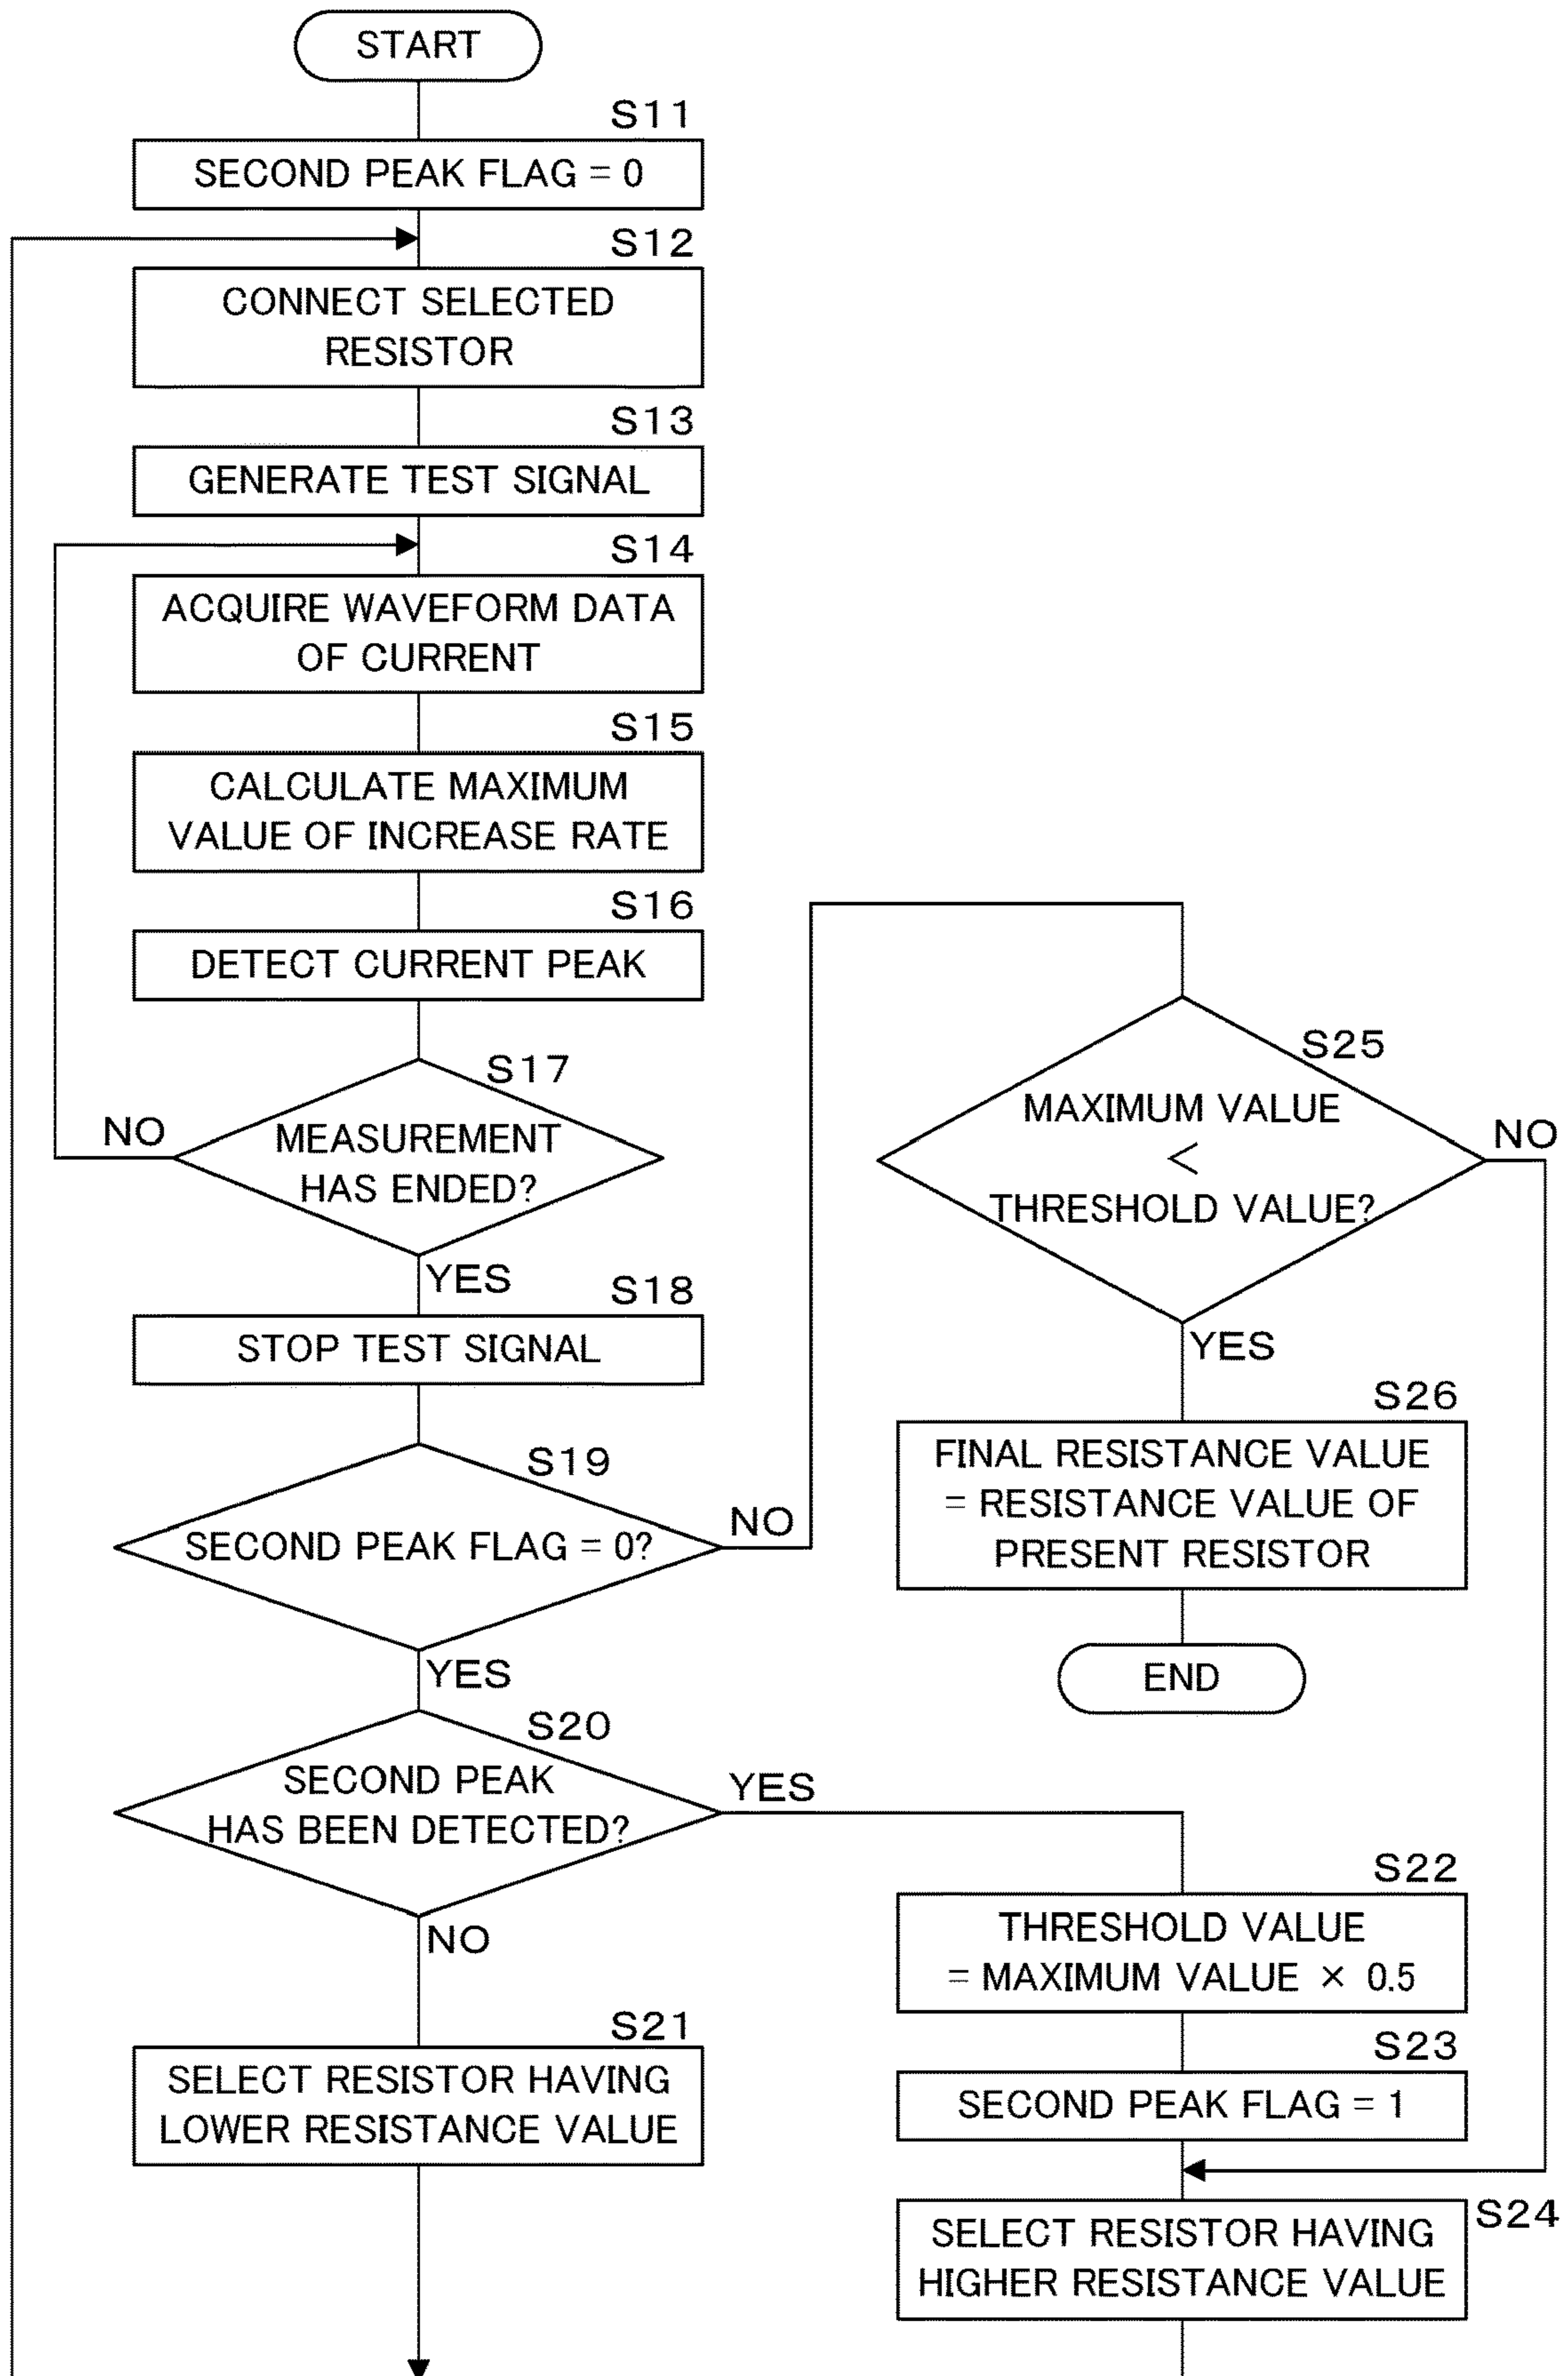 START
S11
SECOND PEAK FLAG = 0
S12
CONNECT SELECTED
RESISTOR
S13
GENERATE TEST SIGNAL
S14
ACQUIRE WAVEFORM DATA
OF CURRENT
S15
CALCULATE MAXIMUM
VALUE OF INCREASE RATE
S16
DETECT CURRENT PEAK
S17
NO
MEASUREMENT
HAS ENDED?
YES
S18
STOP TEST SIGNAL
S19
SECOND PEAK FLAG = 0?
NO
YES
S20
SECOND PEAK
HAS BEEN DETECTED?
YES
NO
S21
SELECT RESISTOR HAVING
LOWER RESISTANCE VALUE
S25
MAXIMUM VALUE
<
THRESHOLD VALUE?
NO
YES
S26
FINAL RESISTANCE VALUE
= RESISTANCE VALUE OF
PRESENT RESISTOR
END
S22
THRESHOLD VALUE
= MAXIMUM VALUE × 0.5
S23
SECOND PEAK FLAG = 1
S24
SELECT RESISTOR HAVING
HIGHER RESISTANCE VALUE